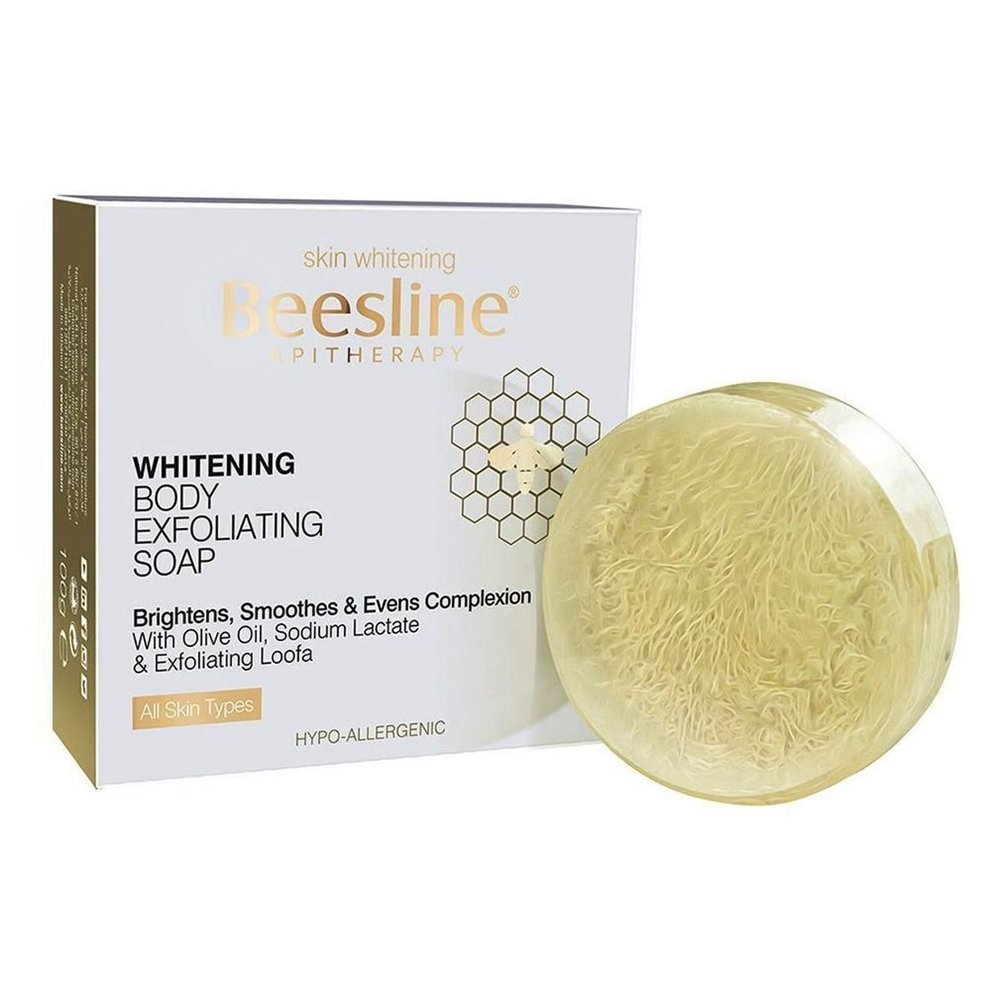 skin whitening
Beesline®
APITHERAPY
WHITENING
BODY
EXFOLIATING
SOAP
Brightens, Smoothes & Evens Complexion
With Olive Oil, Sodium Lactate
& Exfoliating Loofa
All Skin Types
HYPO-ALLERGENIC
100g e